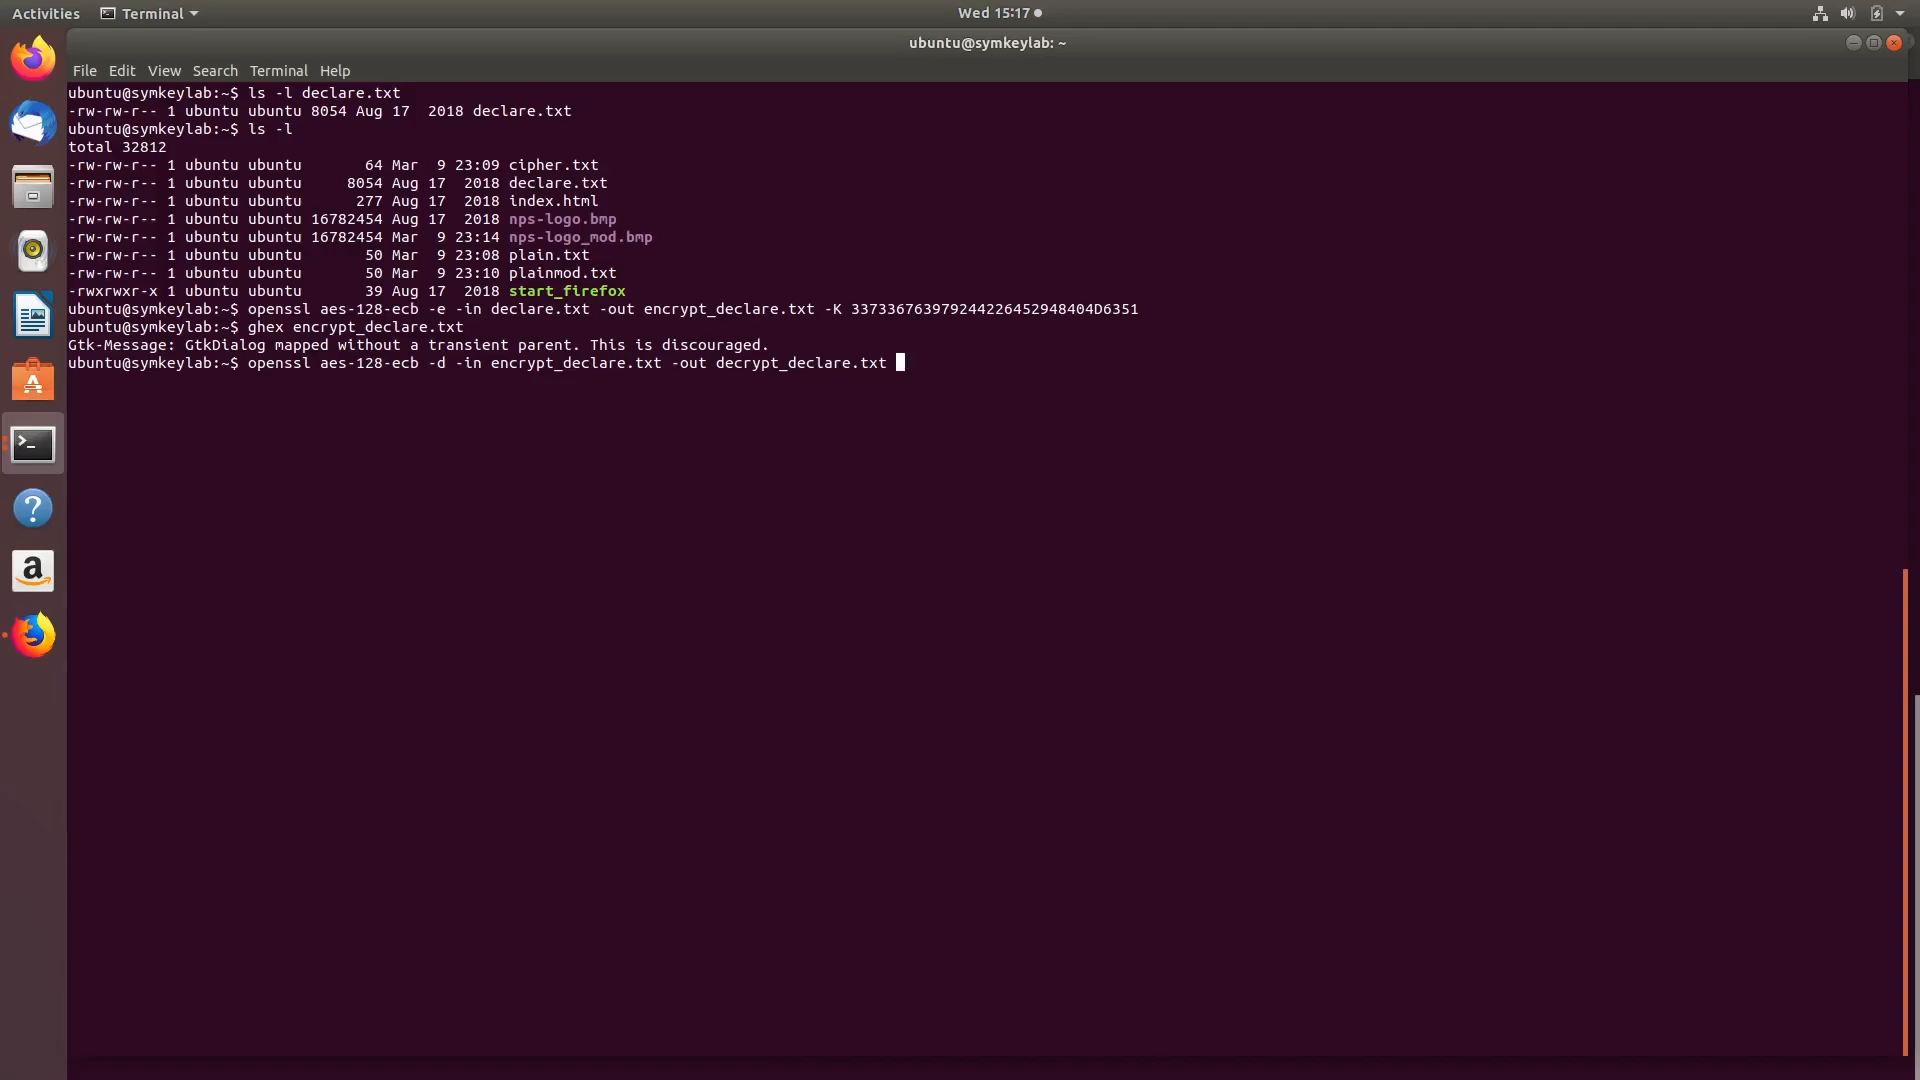 Activities Terminal Wed 15:17
ubuntu@symkeylab: ~
File Edit View Search Terminal Help
ubuntu@symkeylab:~$ ls -l declare.txt
-rw-rw-r-- 1 ubuntu ubuntu 8054 Aug 17  2018 declare.txt
ubuntu@symkeylab:~$ ls -l
total 32812
-rw-rw-r-- 1 ubuntu ubuntu       64 Mar  9 23:09 cipher.txt
-rw-rw-r-- 1 ubuntu ubuntu     8054 Aug 17  2018 declare.txt
-rw-rw-r-- 1 ubuntu ubuntu      277 Aug 17  2018 index.html
-rw-rw-r-- 1 ubuntu ubuntu 16782454 Aug 17  2018 nps-logo.bmp
-rw-rw-r-- 1 ubuntu ubuntu 16782454 Mar  9 23:14 nps-logo_mod.bmp
-rw-rw-r-- 1 ubuntu ubuntu       50 Mar  9 23:08 plain.txt
-rw-rw-r-- 1 ubuntu ubuntu       50 Mar  9 23:10 plainmod.txt
-rwxrwxr-x 1 ubuntu ubuntu       39 Aug 17  2018 start_firefox
ubuntu@symkeylab:~$ openssl aes-128-ecb -e -in declare.txt -out encrypt_declare.txt -K 337336763979244226452948404D6351
ubuntu@symkeylab:~$ ghex encrypt_declare.txt
Gtk-Message: GtkDialog mapped without a transient parent. This is discouraged.
ubuntu@symkeylab:~$ openssl aes-128-ecb -d -in encrypt_declare.txt -out decrypt_declare.txt